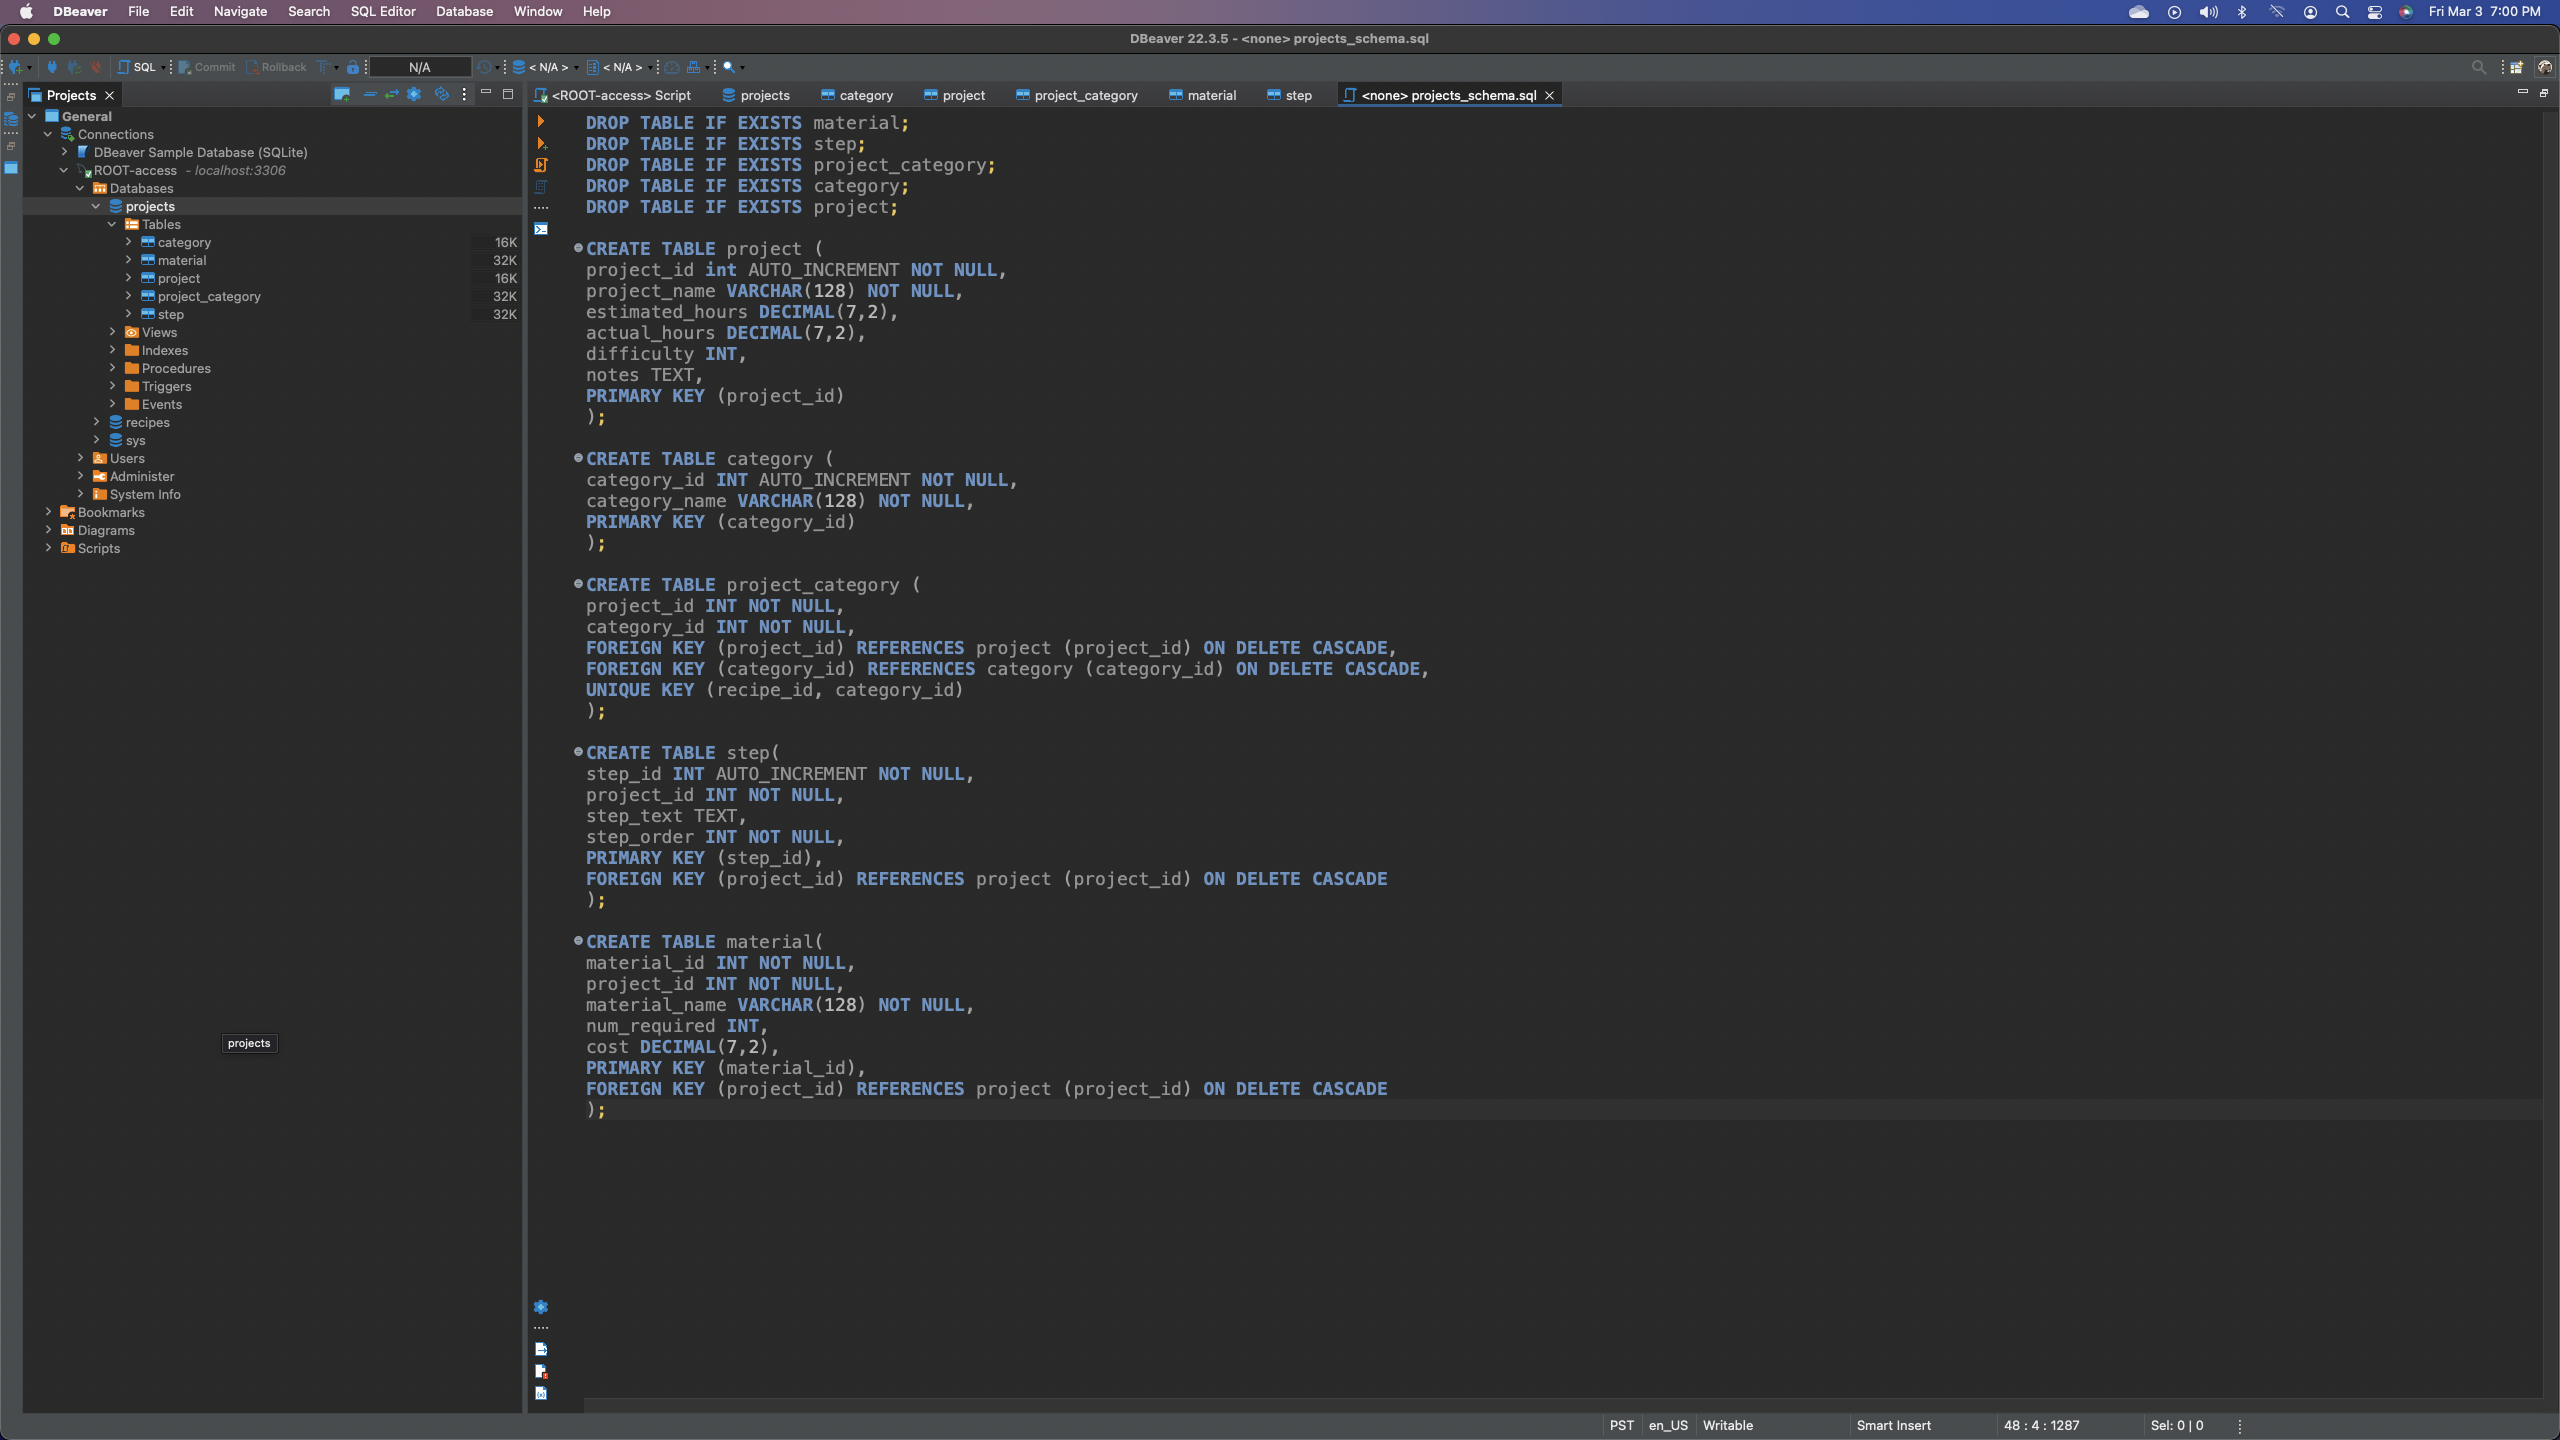 DBeaver File Edit Navigate Search SQL Editor Database Window Help Fri Mar 3 7:00 PM
DBeaver 22.3.5 - <none> projects_schema.sql
SQL Commit Rollback N/A < N/A > < N/A >
Projects
<ROOT-access> Script projects category project project_category material step <none> projects_schema.sql
General
Connections
DBeaver Sample Database (SQLite)
ROOT-access - localhost:3306
Databases
projects
Tables
category 16K
material 32K
project 16K
project_category 32K
step 32K
Views
Indexes
Procedures
Triggers
Events
recipes
sys
Users
Administer
System Info
Bookmarks
Diagrams
Scripts
projects
DROP TABLE IF EXISTS material;
DROP TABLE IF EXISTS step;
DROP TABLE IF EXISTS project_category;
DROP TABLE IF EXISTS category;
DROP TABLE IF EXISTS project;
CREATE TABLE project (
project_id int AUTO_INCREMENT NOT NULL,
project_name VARCHAR(128) NOT NULL,
estimated_hours DECIMAL(7,2),
actual_hours DECIMAL(7,2),
difficulty INT,
notes TEXT,
PRIMARY KEY (project_id)
);
CREATE TABLE category (
category_id INT AUTO_INCREMENT NOT NULL,
category_name VARCHAR(128) NOT NULL,
PRIMARY KEY (category_id)
);
CREATE TABLE project_category (
project_id INT NOT NULL,
category_id INT NOT NULL,
FOREIGN KEY (project_id) REFERENCES project (project_id) ON DELETE CASCADE,
FOREIGN KEY (category_id) REFERENCES category (category_id) ON DELETE CASCADE,
UNIQUE KEY (recipe_id, category_id)
);
CREATE TABLE step(
step_id INT AUTO_INCREMENT NOT NULL,
project_id INT NOT NULL,
step_text TEXT,
step_order INT NOT NULL,
PRIMARY KEY (step_id),
FOREIGN KEY (project_id) REFERENCES project (project_id) ON DELETE CASCADE
);
CREATE TABLE material(
material_id INT NOT NULL,
project_id INT NOT NULL,
material_name VARCHAR(128) NOT NULL,
num_required INT,
cost DECIMAL(7,2),
PRIMARY KEY (material_id),
FOREIGN KEY (project_id) REFERENCES project (project_id) ON DELETE CASCADE
);
PST en_US Writable Smart Insert 48 : 4 : 1287 Sel: 0 | 0